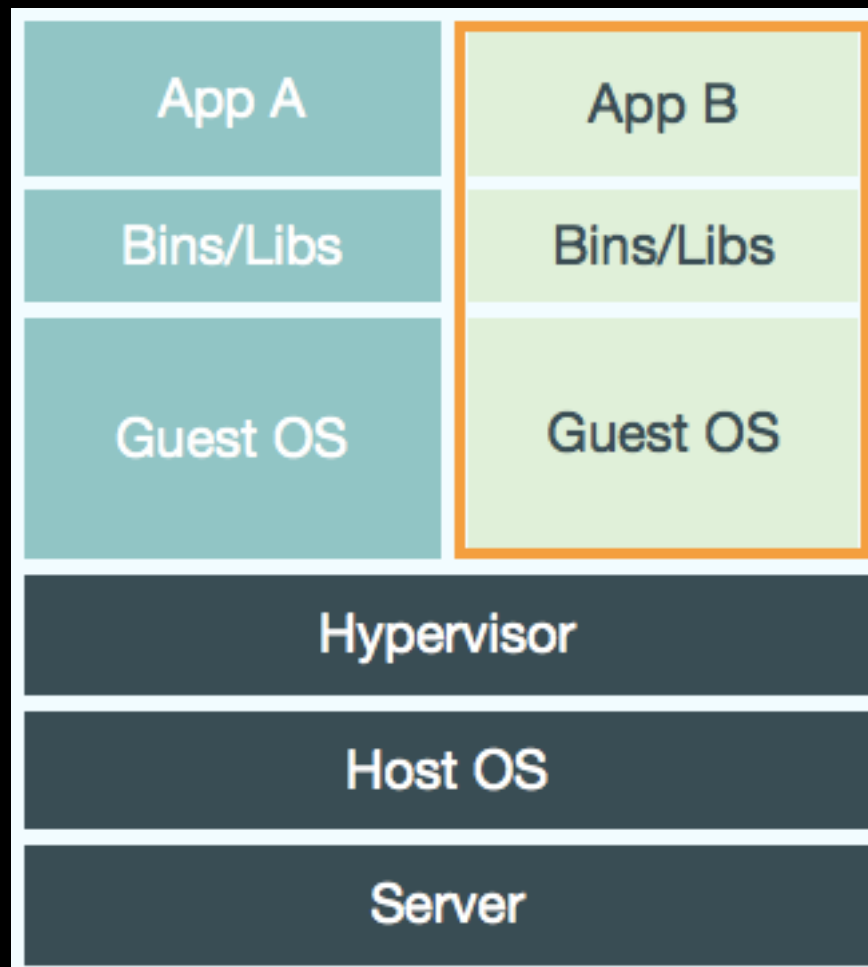 App A
App B
Bins/Libs
Bins/Libs
Guest OS
Guest OS
Hypervisor
Host OS
Server